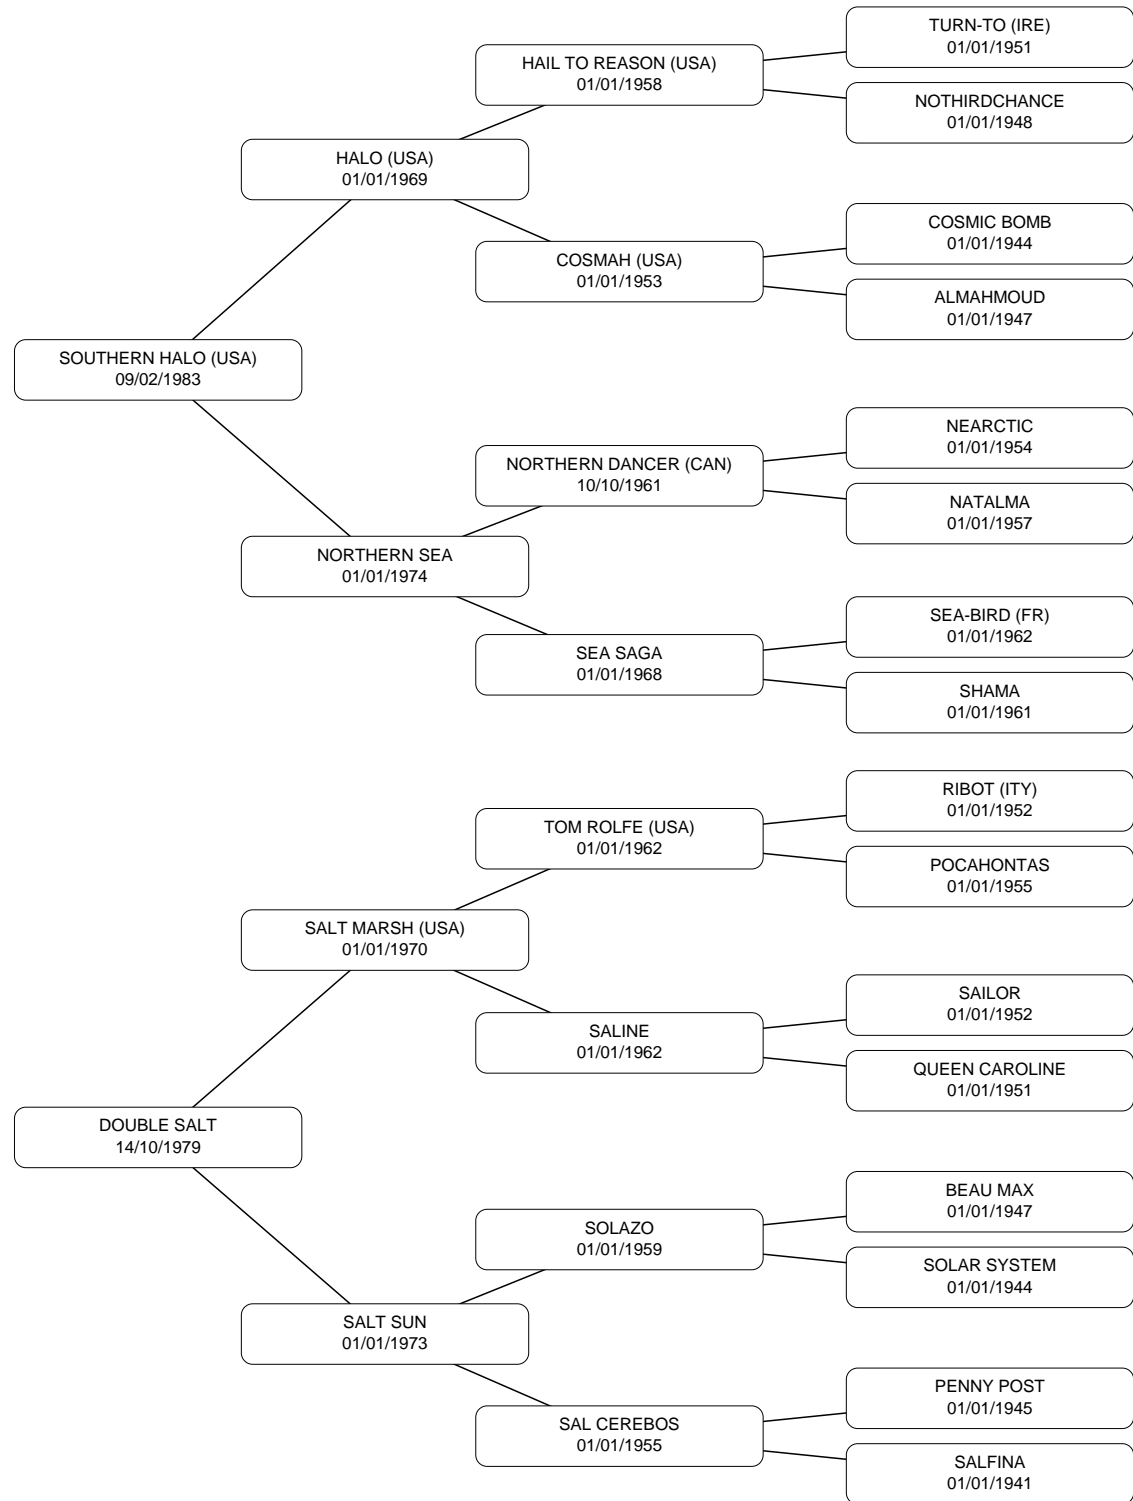 TURN-TO (IRE)
01/01/1951
HAIL TO REASON (USA)
01/01/1958
NOTHIRDCHANCE
01/01/1948
HALO (USA)
01/01/1969
COSMIC BOMB
01/01/1944
COSMAH (USA)
01/01/1953
ALMAHMOUD
01/01/1947
SOUTHERN HALO (USA)
09/02/1983
NEARCTIC
01/01/1954
NORTHERN DANCER (CAN)
10/10/1961
NATALMA
01/01/1957
NORTHERN SEA
01/01/1974
SEA-BIRD (FR)
01/01/1962
SEA SAGA
01/01/1968
SHAMA
01/01/1961
RIBOT (ITY)
01/01/1952
TOM ROLFE (USA)
01/01/1962
POCAHONTAS
01/01/1955
SALT MARSH (USA)
01/01/1970
SAILOR
01/01/1952
SALINE
01/01/1962
QUEEN CAROLINE
01/01/1951
DOUBLE SALT
14/10/1979
BEAU MAX
01/01/1947
SOLAZO
01/01/1959
SOLAR SYSTEM
01/01/1944
SALT SUN
01/01/1973
PENNY POST
01/01/1945
SAL CEREBOS
01/01/1955
SALFINA
01/01/1941